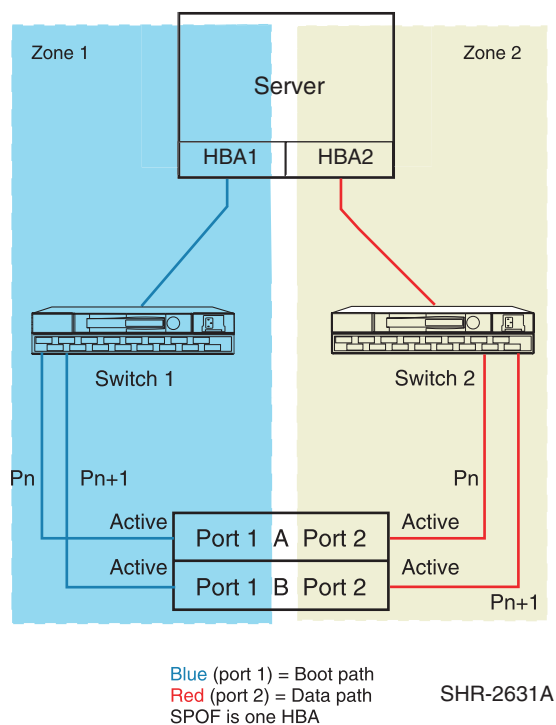 Zone 1
Zone 2
Server
HBA1
HBA2
Switch 1
Switch 2
Pn
Pn+1
Pn
Active
Port 1 A Port 2
Active
Active
Port 1 B Port 2
Active
Pn+1
Blue (port 1) = Boot path
Red (port 2) = Data path
SPOF is one HBA
SHR-2631A